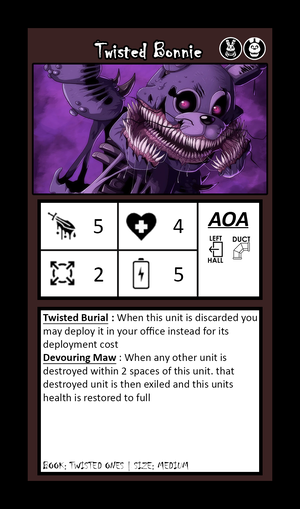 Twisted Bonnie
5
4
AOA
LEFT DUCT
HALL
2
5
Twisted Burial : When this unit is discarded you
may deploy it in your office instead for its
deployment cost
Devouring Maw : When any other unit is
destroyed within 2 spaces of this unit. that
destroyed unit is then exiled and this units
health is restored to full
BOOK: TWISTED ONES | SIZE: MEDIUM